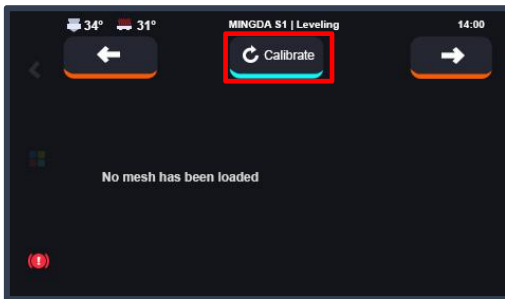 34° 31° MINGDA S1 | Leveling 14:00
Calibrate
No mesh has been loaded